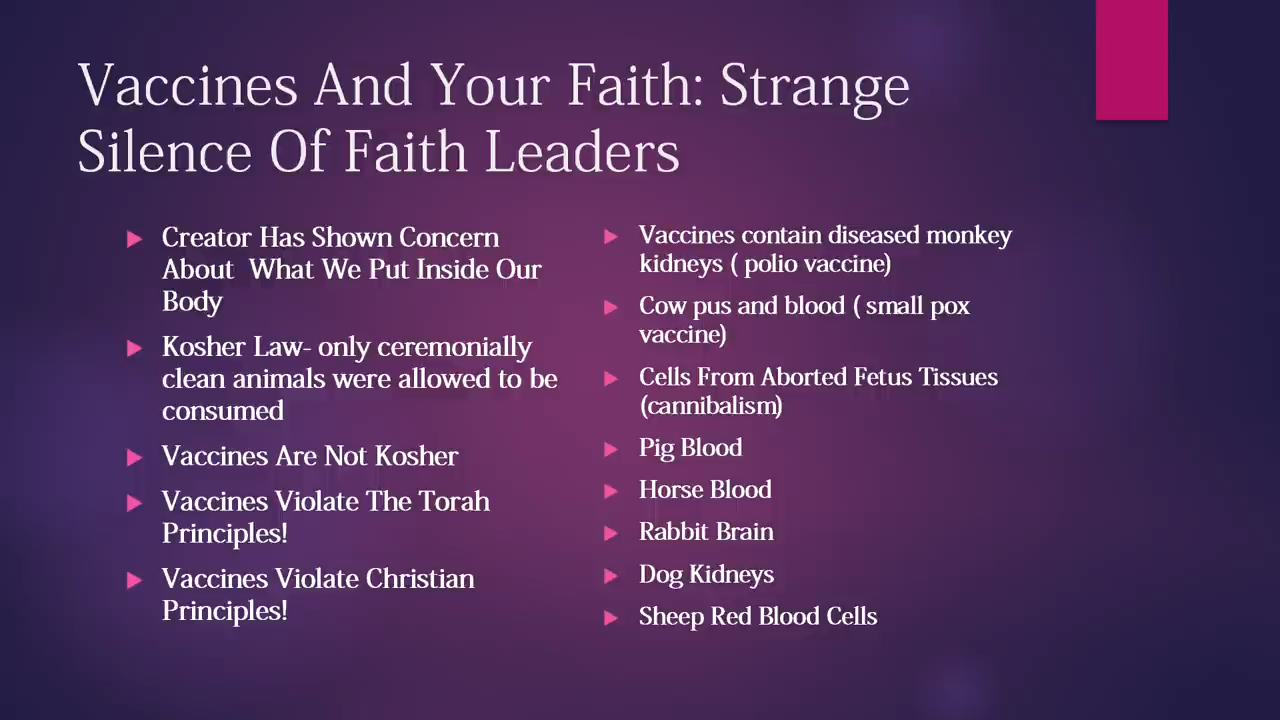 Vaccines And Your Faith: Strange
Silence Of Faith Leaders
Creator Has Shown Concern
About  What We Put Inside Our
Body
Kosher Law- only ceremonially
clean animals were allowed to be
consumed
Vaccines Are Not Kosher
Vaccines Violate The Torah
Principles!
Vaccines Violate Christian
Principles!
Vaccines contain diseased monkey
kidneys ( polio vaccine)
Cow pus and blood ( small pox
vaccine)
Cells From Aborted Fetus Tissues
(cannibalism)
Pig Blood
Horse Blood
Rabbit Brain
Dog Kidneys
Sheep Red Blood Cells